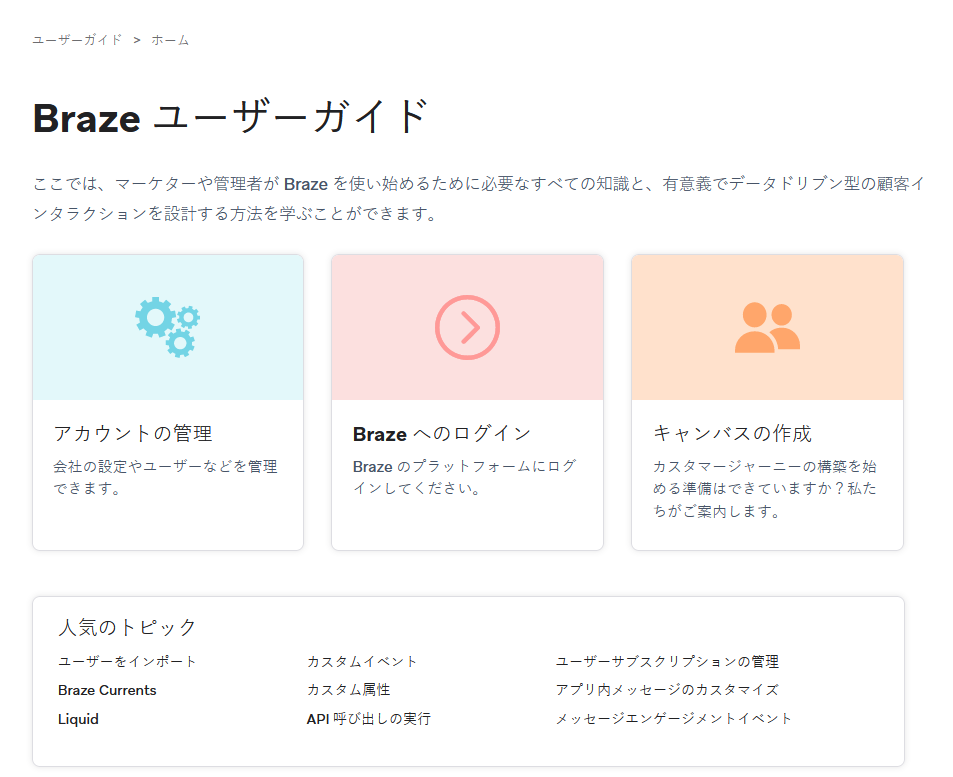 ユーザーガイド > ホーム
Braze ユーザーガイド
ここでは、マーケターや管理者が Braze を使い始めるために必要なすべての知識と、有意義でデータドリブン型の顧客イ
ンタラクションを設計する方法を学ぶことができます。
アカウントの管理
会社の設定やユーザーなどを管理
できます。
Braze へのログイン
Braze のプラットフォームにログ
インしてください。
キャンバスの作成
カスタマージャーニーの構築を始
める準備はできていますか？私た
ちがご案内します。
人気のトピック
ユーザーをインポート
Braze Currents
Liquid
カスタムイベント
カスタム属性
API 呼び出しの実行
ユーザーサブスクリプションの管理
アプリ内メッセージのカスタマイズ
メッセージエンゲージメントイベント